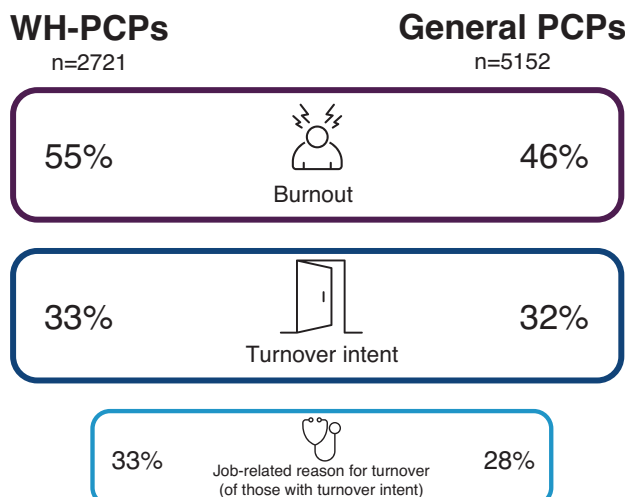 WH-PCPs General PCPs
n=2721 n=5152
55% 46%
Burnout
33% 32%
Turnover intent
33% 28%
Job-related reason for turnover
(of those with turnover intent)